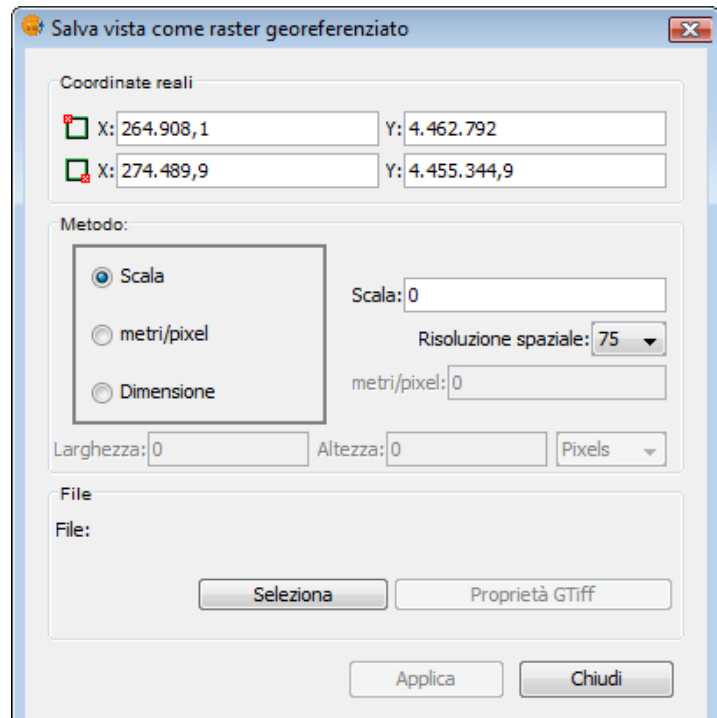 Salva vista come raster georeferenziato
Coordinate reali
X: 264.908,1 Y: 4.462.792
X: 274.489,9 Y: 4.455.344,9
Metodo:
Scala
metri/pixel
Dimensione
Scala: 0
Risoluzione spaziale: 75
metri/pixel: 0
Larghezza: 0 Altezza: 0 Pixels
File
File:
Seleziona Proprietà GTiff
Applica Chiudi